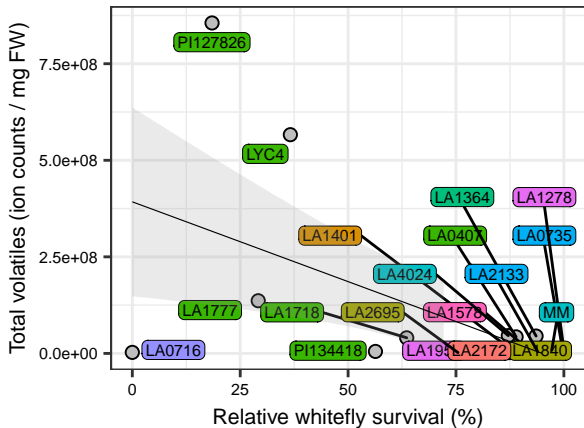 Total volatiles (ion counts / mg FW)
7.5e+08
5.0e+08
2.5e+08
0.0e+00
PI127826
LYC4
LA1364
LA1278
LA1401
LA0407
LA0735
LA4024
LA2133
LA1777
LA1718
LA2695
LA1578
MM
LA0716
PI134418
LA2172
LA1840
0
25
50
75
100
Relative whitefly survival (%)